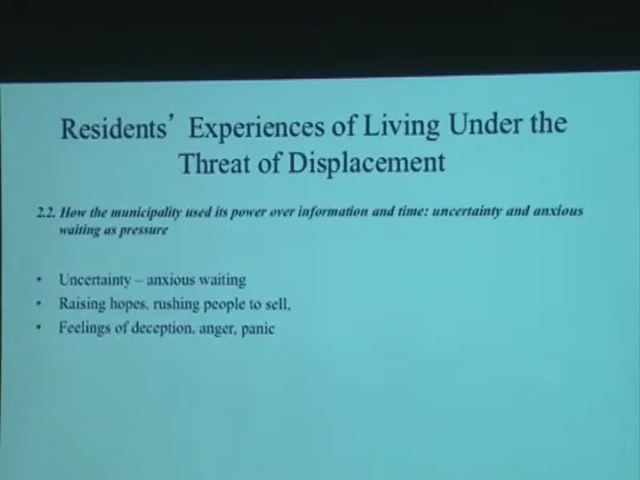 Residents’ Experiences of Living Under the
Threat of Displacement
2.2. How the municipality used its power over information and time: uncertainty and anxious
waiting as pressure
• Uncertainty – anxious waiting
• Raising hopes, rushing people to sell,
• Feelings of deception, anger, panic